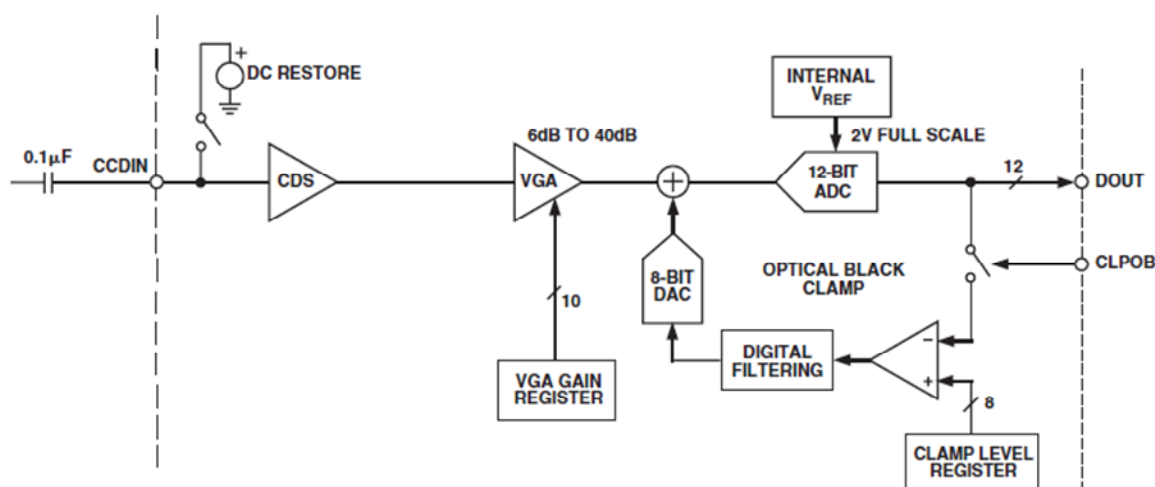 +
DC RESTORE
INTERNAL
VREF
6dB TO 40dB
2V FULL SCALE
0.1µF
CCDIN
CDS
VGA
+
12-BIT
ADC
12
DOUT
8-BIT
DAC
OPTICAL BLACK
CLAMP
CLPOB
10
DIGITAL
FILTERING
−
+
VGA GAIN
REGISTER
8
CLAMP LEVEL
REGISTER